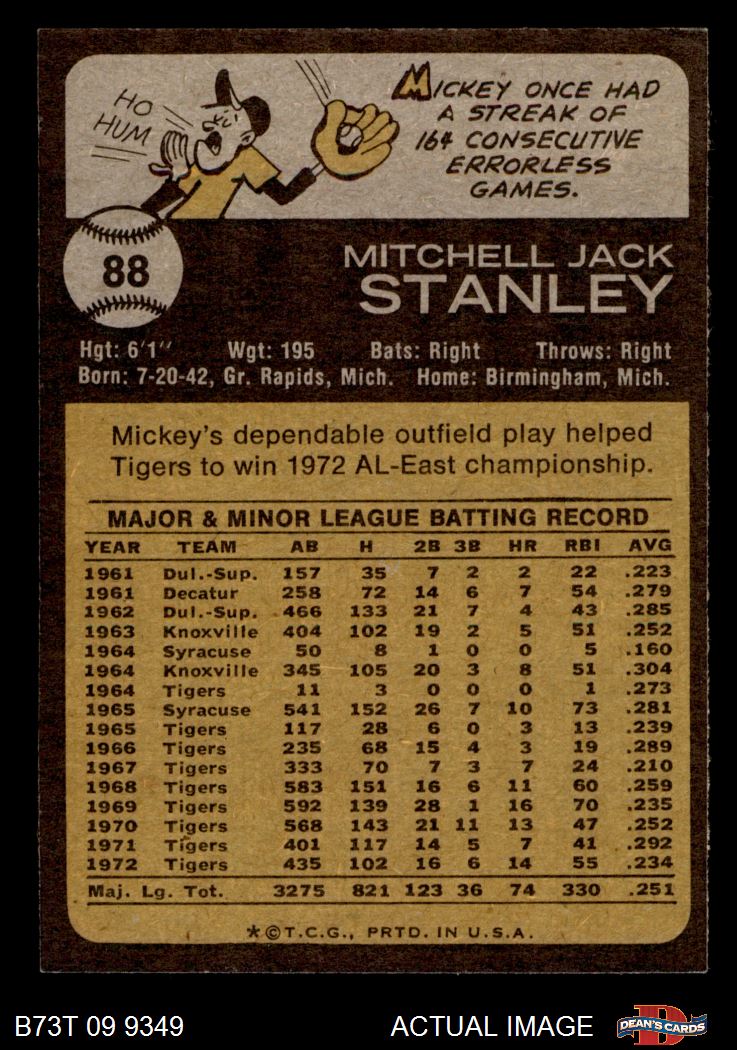 HO
HUM
MICKEY ONCE HAD
A STREAK OF
164 CONSECUTIVE
ERRORLESS
GAMES.
88
MITCHELL JACK
STANLEY
Hgt: 6'1" Wgt: 195 Bats: Right Throws: Right
Born: 7-20-42, Gr. Rapids, Mich. Home: Birmingham, Mich.
Mickey's dependable outfield play helped
Tigers to win 1972 AL-East championship.
MAJOR & MINOR LEAGUE BATTING RECORD
YEAR TEAM AB H 2B 3B HR RBI AVG
1961 Dul.-Sup. 157 35 7 2 2 22 .223
1961 Decatur 258 72 14 6 7 54 .279
1962 Dul.-Sup. 466 133 21 7 4 43 .285
1963 Knoxville 404 102 19 2 5 51 .252
1964 Syracuse 50 8 1 0 0 5 .160
1964 Knoxville 345 105 20 3 8 51 .304
1964 Tigers 11 3 0 0 0 1 .273
1965 Syracuse 541 152 26 7 10 73 .281
1965 Tigers 117 28 6 0 3 13 .239
1966 Tigers 235 68 15 4 3 19 .289
1967 Tigers 333 70 7 3 7 24 .210
1968 Tigers 583 151 16 6 11 60 .259
1969 Tigers 592 139 28 1 16 70 .235
1970 Tigers 568 143 21 11 13 47 .252
1971 Tigers 401 117 14 5 7 41 .292
1972 Tigers 435 102 16 6 14 55 .234
Maj. Lg. Tot. 3275 821 123 36 74 330 .251
*©T.C.G., PRTD. IN U.S.A.
B73T 09 9349 ACTUAL IMAGE D DEAN'S CARDS